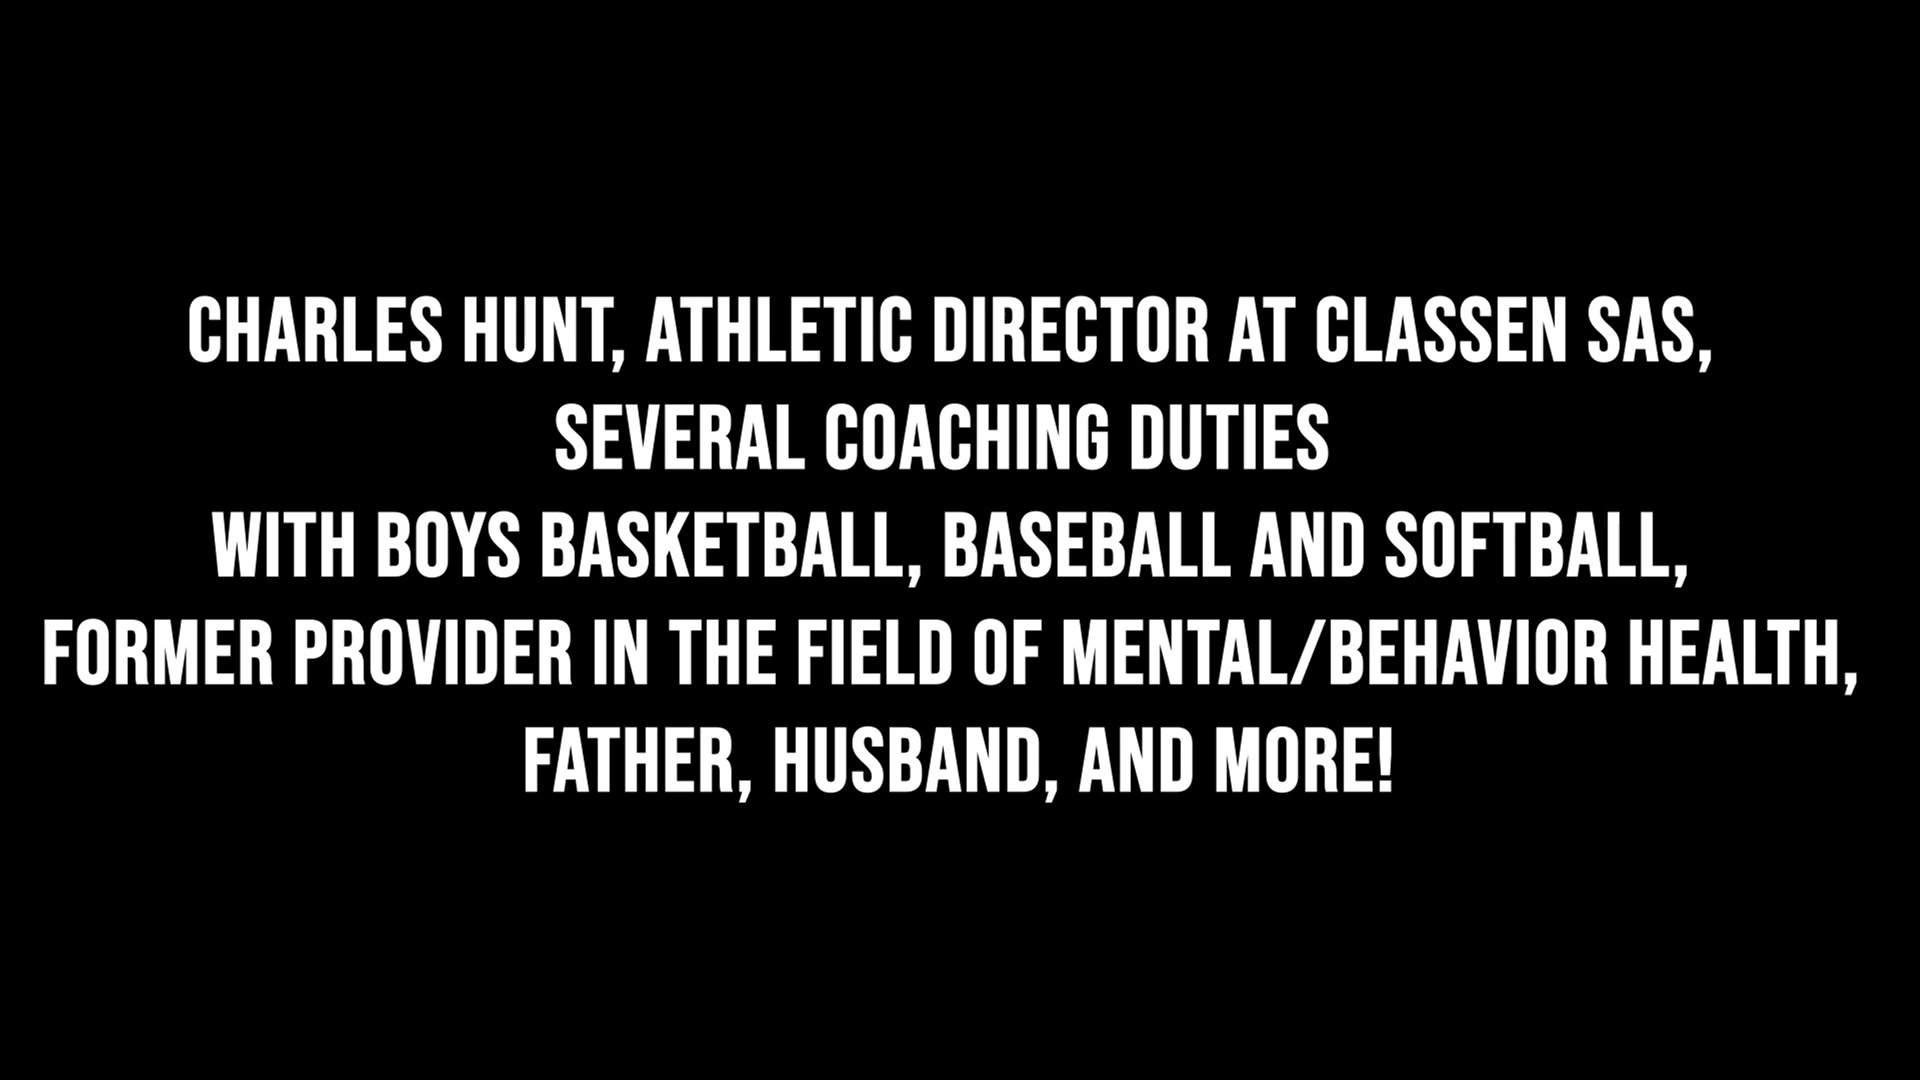 CHARLES HUNT, ATHLETIC DIRECTOR AT CLASSEN SAS,
SEVERAL COACHING DUTIES
WITH BOYS BASKETBALL, BASEBALL AND SOFTBALL,
FORMER PROVIDER IN THE FIELD OF MENTAL/BEHAVIOR HEALTH,
FATHER, HUSBAND, AND MORE!